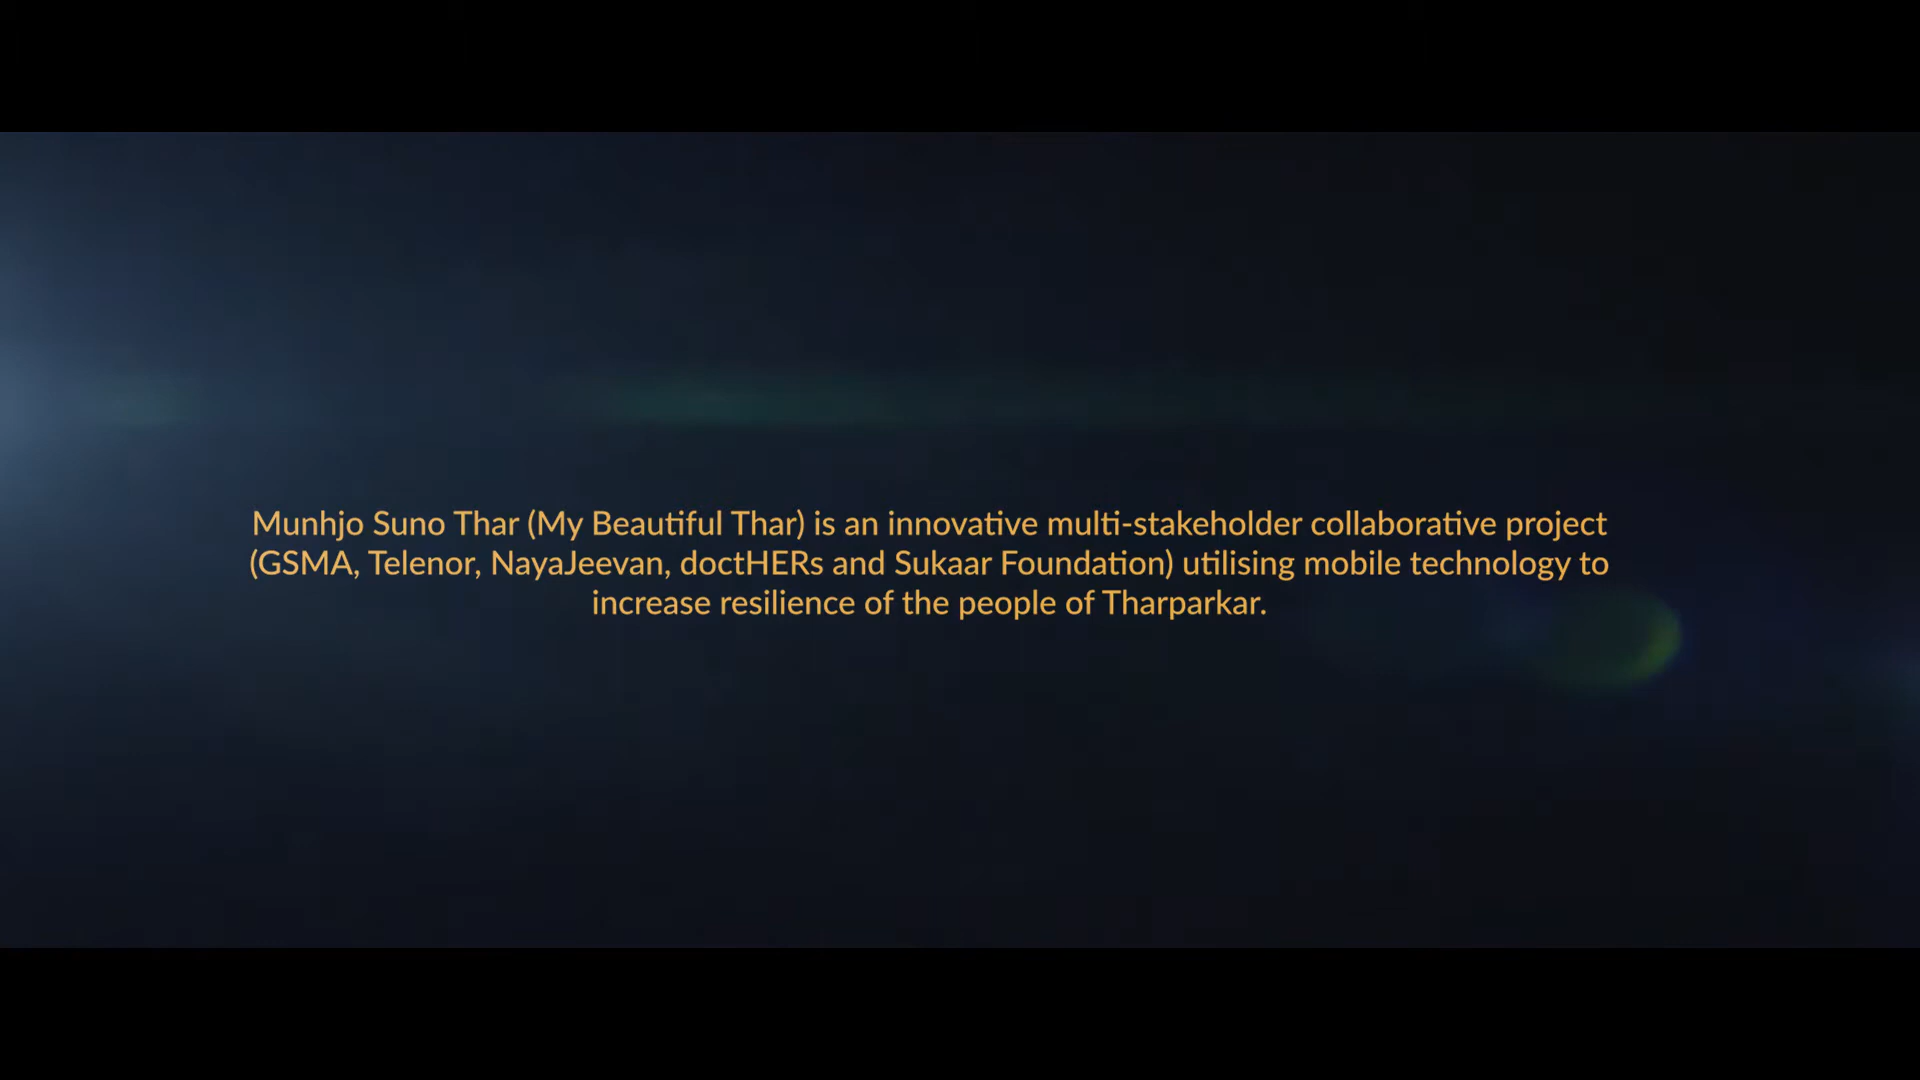 Munhjo Suno Thar (My Beautiful Thar) is an innovative multi-stakeholder collaborative project
(GSMA, Telenor, NayaJeevan, doctHERs and Sukaar Foundation) utilising mobile technology to
increase resilience of the people of Tharparkar.